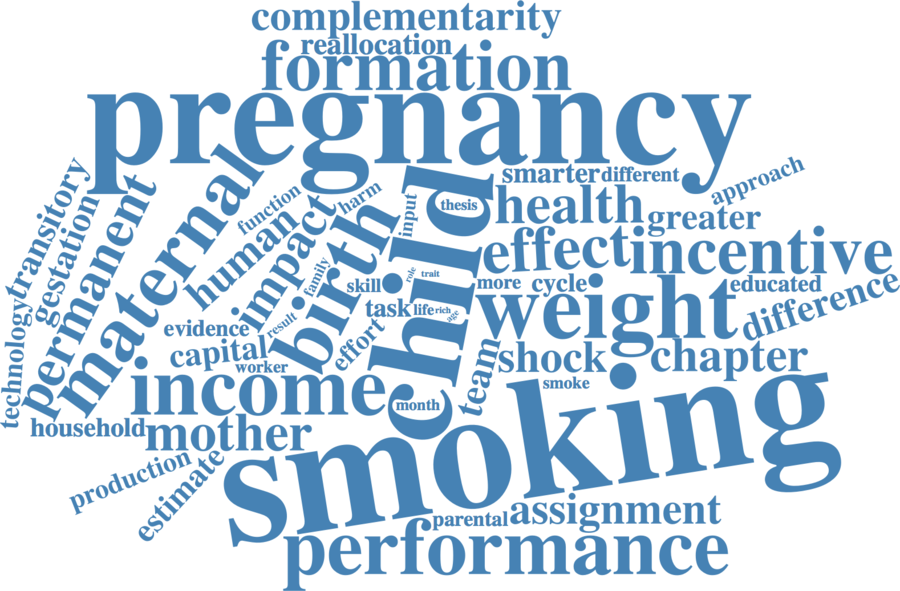 complementarity
reallocation
formation
pregnancy
smarter
different
approach
transitory
gestation
permanent
maternal
function
harm
human
impact
birth
input
thesis
child
health
greater
effect
incentive
technology
family
result
skill
role
trait
more
cycle
educated
task
life
rich
age
weight
difference
evidence
capital
worker
effort
team
shock
chapter
smoke
income
month
household
mother
smoking
production
estimate
parental
assignment
performance